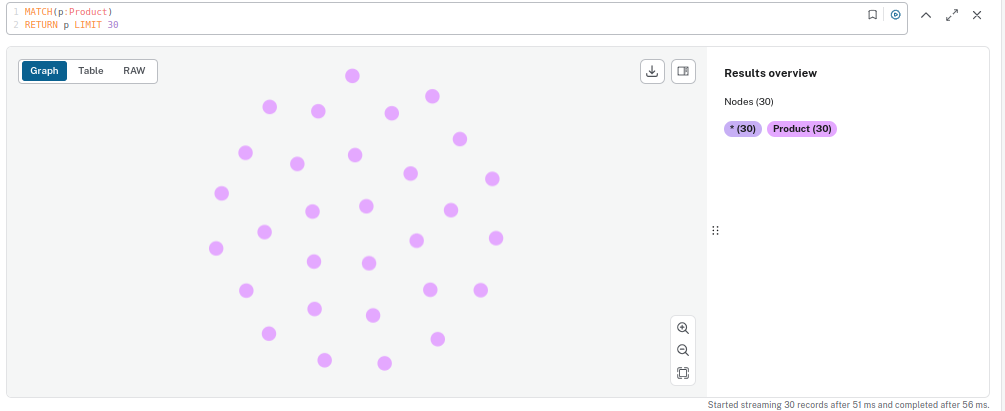 1 MATCH(p:Product)
2 RETURN p LIMIT 30
Graph Table RAW
Results overview
Nodes (30)
* (30) Product (30)
Started streaming 30 records after 51 ms and completed after 56 ms.